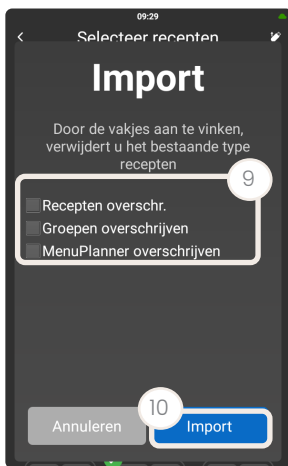 09:29
Selecteer recepten
Import
Door de vakjes aan te vinken,
verwijdert u het bestaande type
recepten
9
Recepten overschr.
Groepen overschrijven
MenuPlanner overschrijven
10
Annuleren
Import